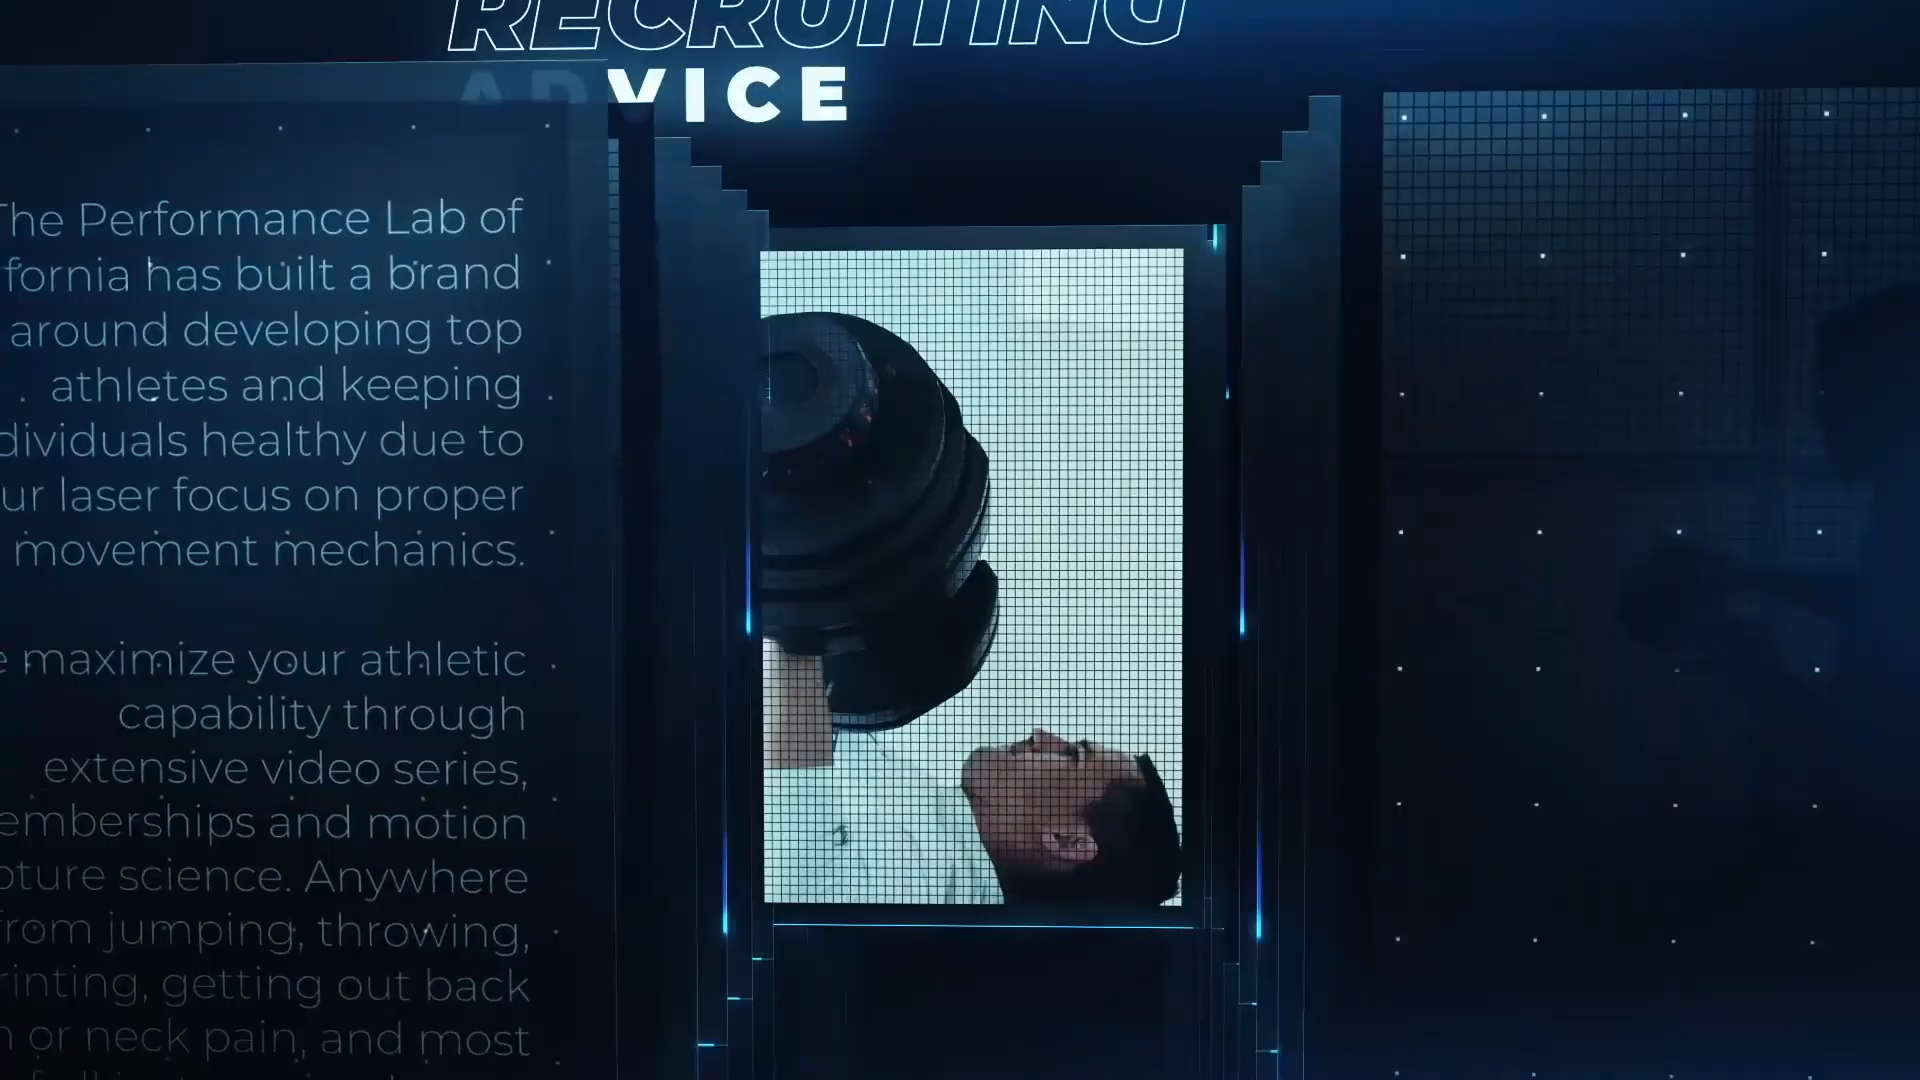 RECRUITING
ADVICE
The Performance Lab of
fornia has built a brand
around developing top
athletes and keeping
dividuals healthy due to
ur laser focus on proper
movement mechanics.
e maximize your athletic
capability through
extensive video series,
emberships and motion
pture science. Anywhere
from jumping, throwing,
rinting, getting out back
n or neck pain, and most